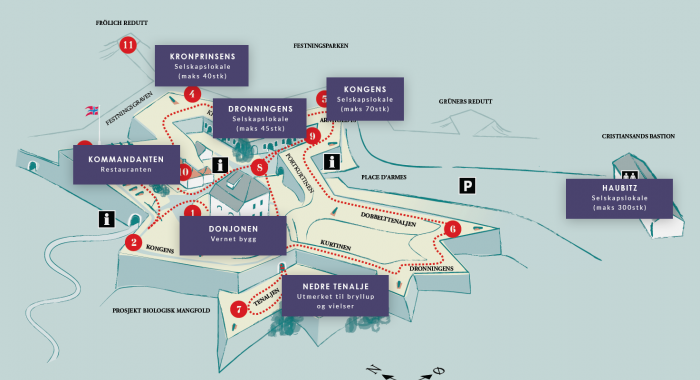 FRÖLICH REDUTT
11
FESTNINGSPARKEN
KRONPRINSENS
Selskapslokale
(maks 40stk)
KONGENS
Selskapslokale
(maks 70stk)
4
5
FESTNINGSGRAVEN
DRONNINGENS
Selskapslokale
(maks 45stk)
GRÜNERS REDUTT
9
CRISTIANSANDS BASTION
KOMMANDANTEN
Restauranten
i
i
8
10
PORTKURTINEN
PLACE D'ARMES
P
HAUBITZ
Selskapslokale
(maks 300stk)
i
1
DOBBELTTENALJEN
DONJONEN
Vernet bygg
6
2
KONGENS
KURTINEN
DRONNINGENS
NEDRE TENALJE
Utmerket til bryllup
og vielser
TENALJEN
7
PROSJEKT BIOLOGISK MANGFOLD
N
Ø